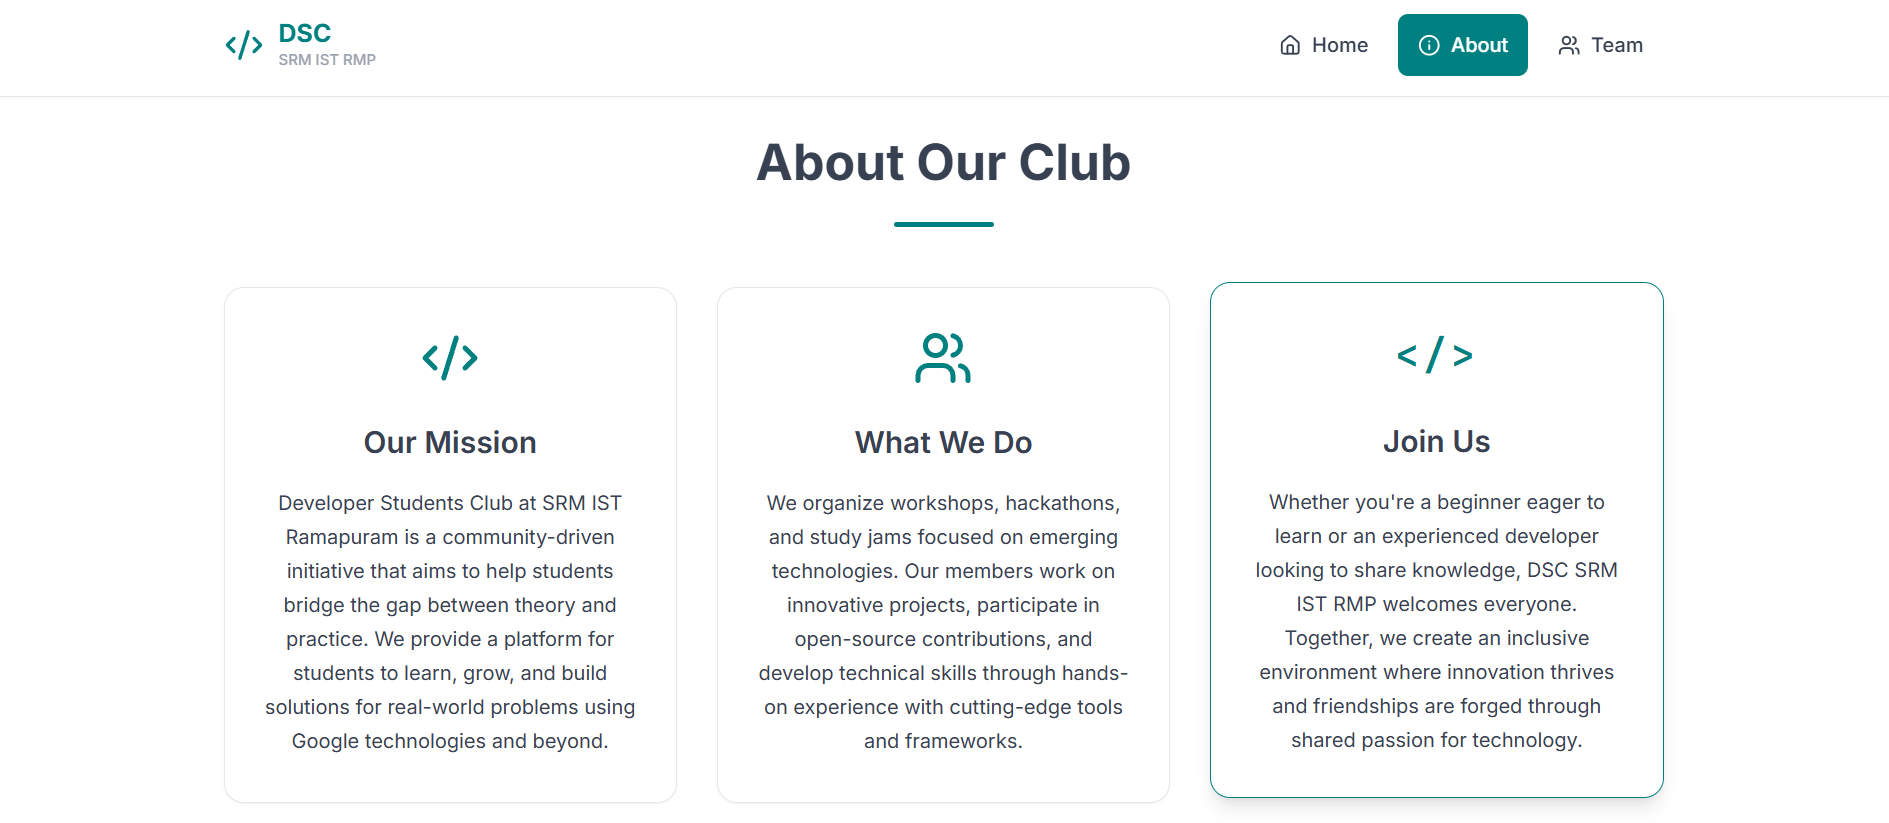 DSC
SRM IST RMP
Home
About
Team
About Our Club
Our Mission
Developer Students Club at SRM IST
Ramapuram is a community-driven
initiative that aims to help students
bridge the gap between theory and
practice. We provide a platform for
students to learn, grow, and build
solutions for real-world problems using
Google technologies and beyond.
What We Do
We organize workshops, hackathons,
and study jams focused on emerging
technologies. Our members work on
innovative projects, participate in
open-source contributions, and
develop technical skills through hands-
on experience with cutting-edge tools
and frameworks.
</>
Join Us
Whether you're a beginner eager to
learn or an experienced developer
looking to share knowledge, DSC SRM
IST RMP welcomes everyone.
Together, we create an inclusive
environment where innovation thrives
and friendships are forged through
shared passion for technology.